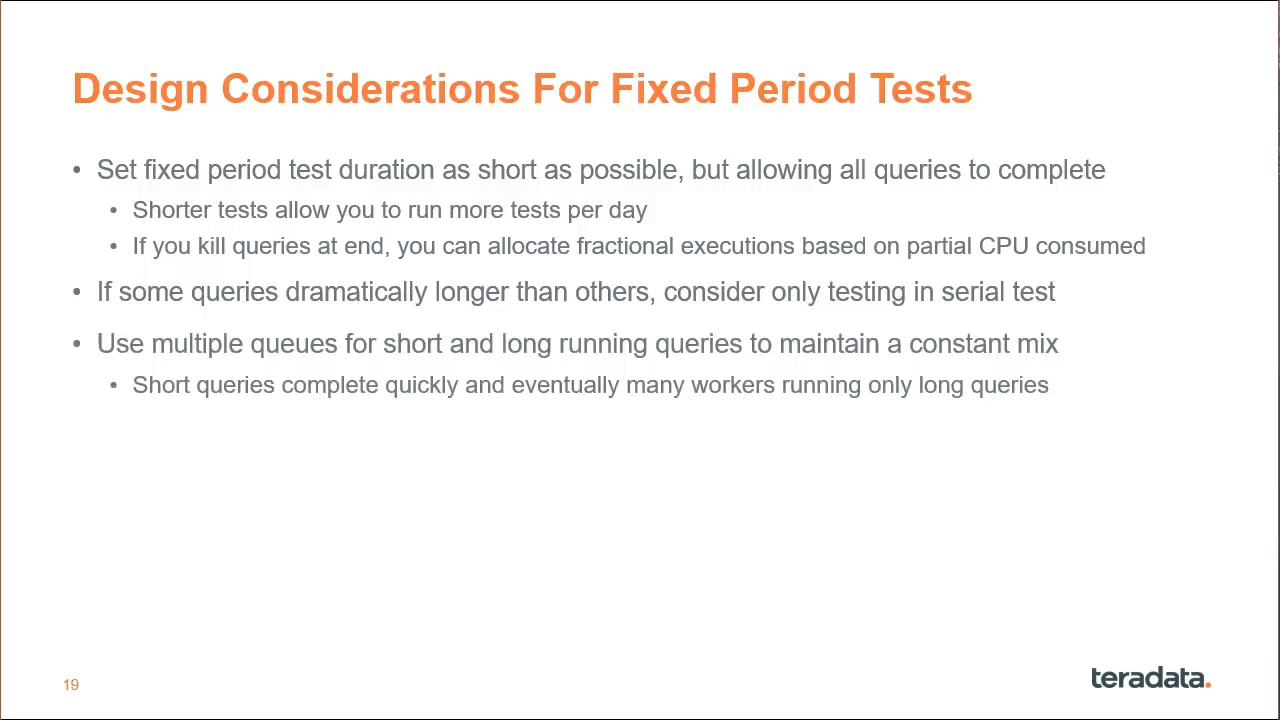 Design Considerations For Fixed Period Tests
• Set fixed period test duration as short as possible, but allowing all queries to complete
• Shorter tests allow you to run more tests per day
• If you kill queries at end, you can allocate fractional executions based on partial CPU consumed
• If some queries dramatically longer than others, consider only testing in serial test
• Use multiple queues for short and long running queries to maintain a constant mix
• Short queries complete quickly and eventually many workers running only long queries
19
teradata.